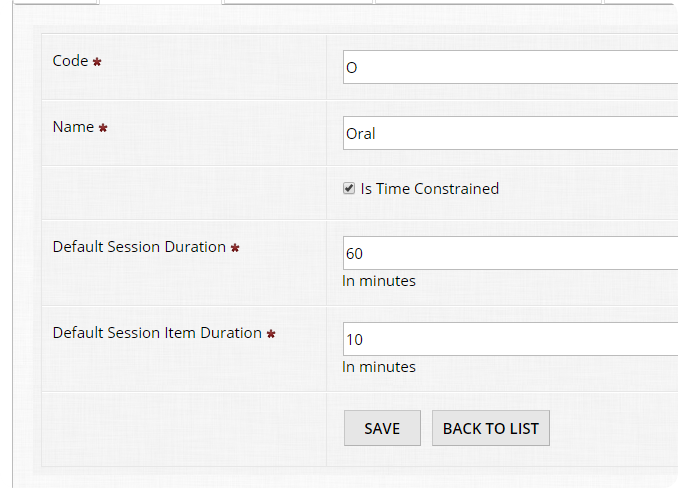 Code *
O
Name *
Oral
Is Time Constrained
Default Session Duration *
60
In minutes
Default Session Item Duration *
10
In minutes
SAVE BACK TO LIST